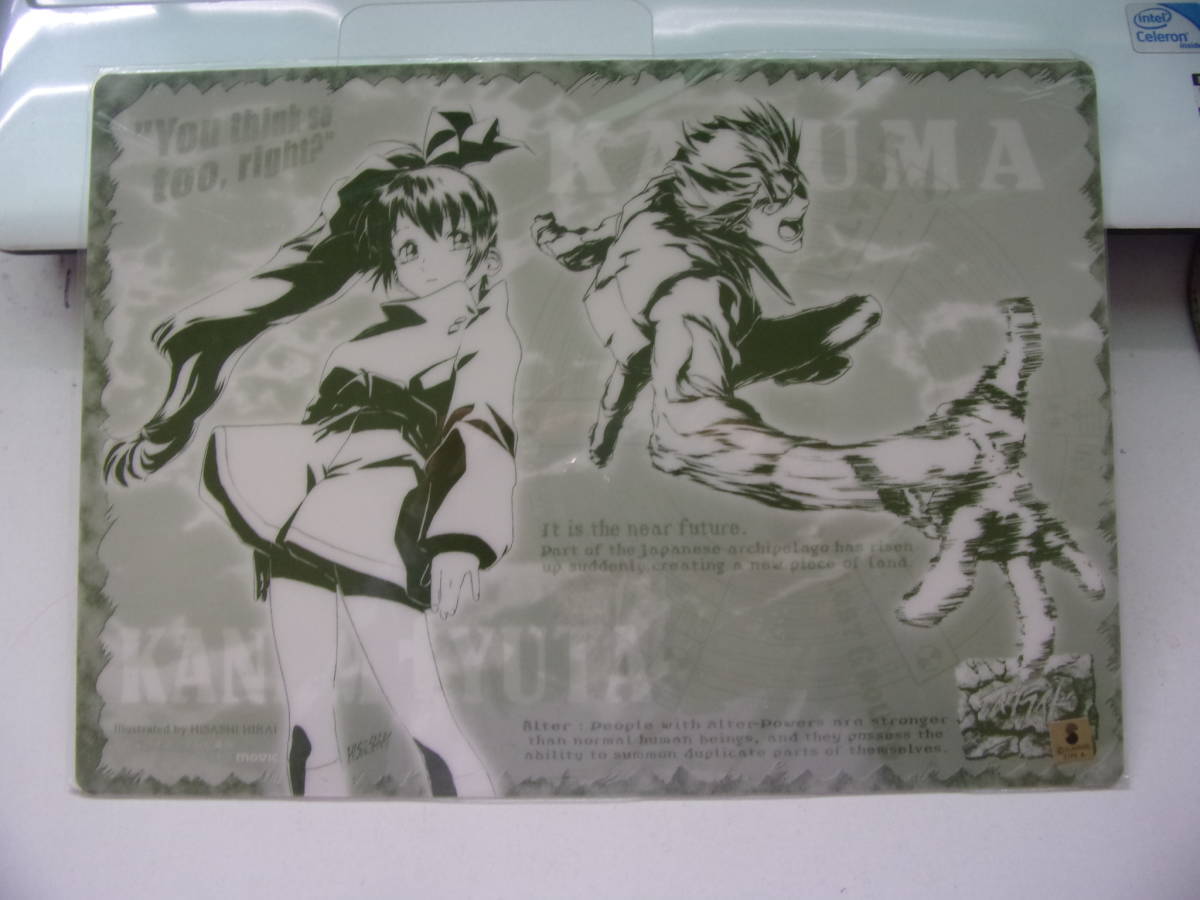 intel
Celeron
inside
"You think so
too, right?"
KAZUMA
It is the near future.
Part of the Japanese archipelago has risen
up suddenly,creating a new piece of land.
KANAMI YUTA
Illustrated by HISASHI HIRAI
movic
Alter : People with Alter-Powers are stronger
than normal human beings, and they possess the
ability to summon duplicate parts of themselves.